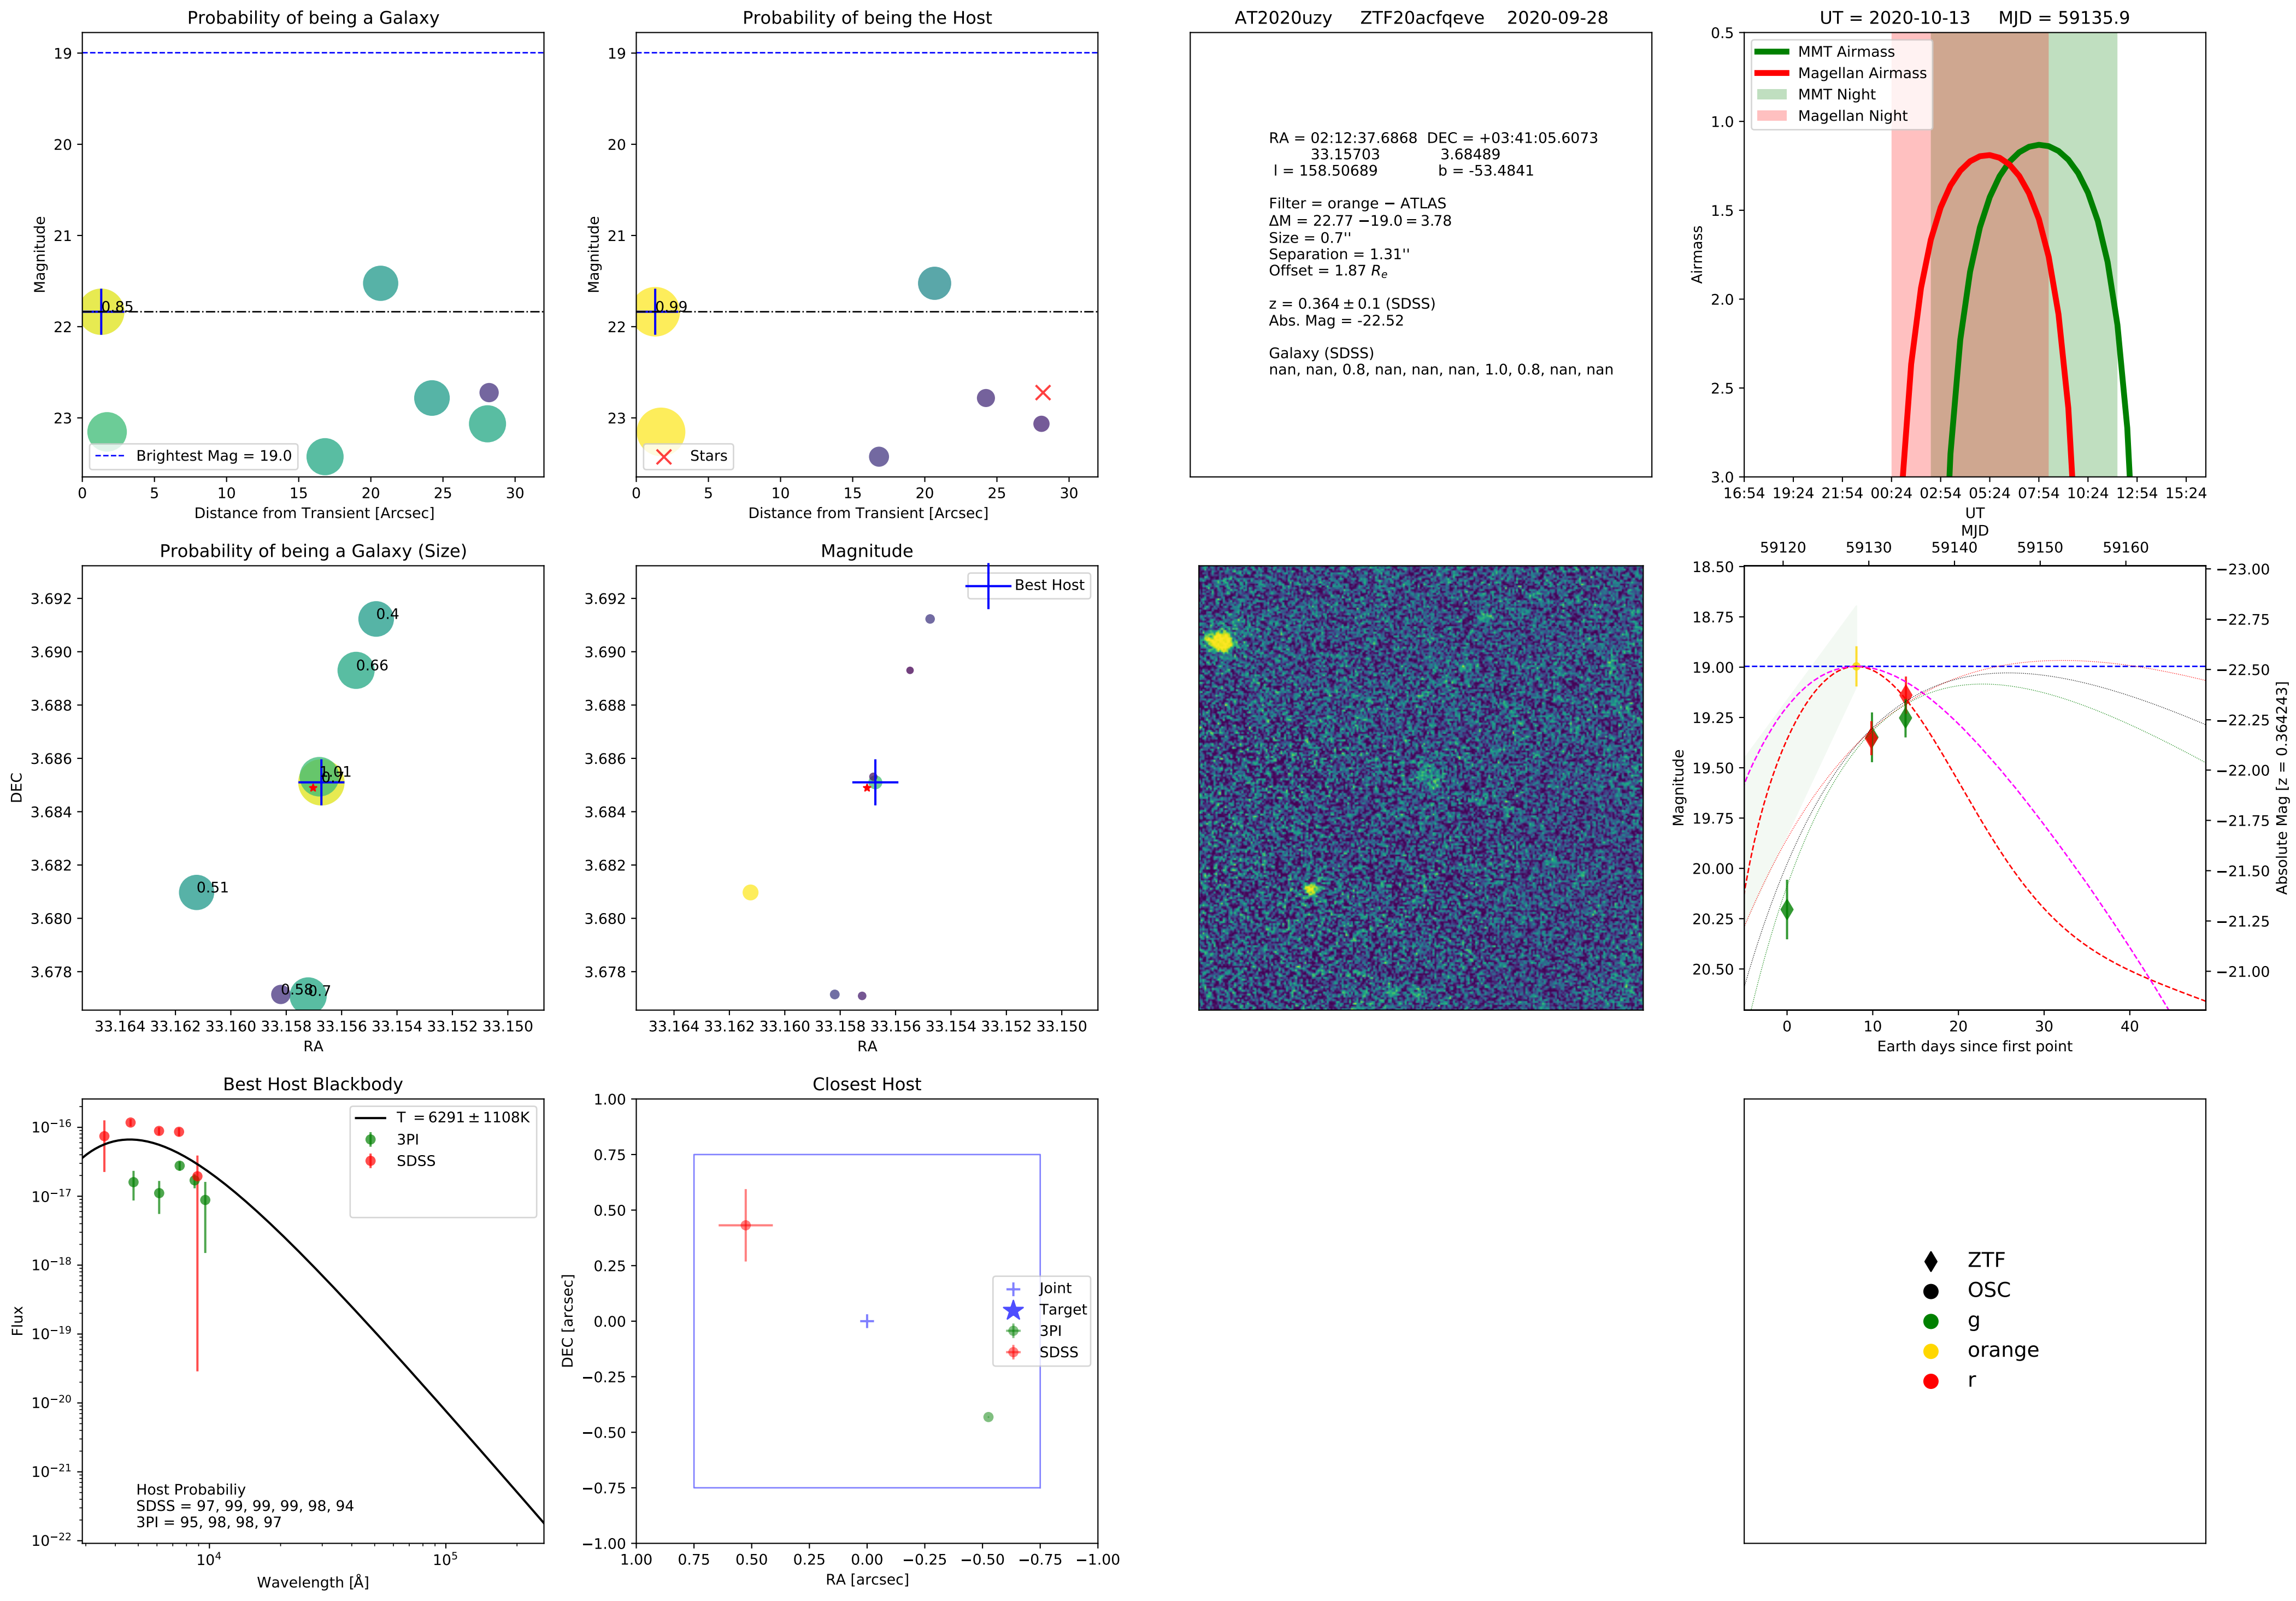 Probability of being a Galaxy
19
20
21
22
23
Magnitude
0.85
Brightest Mag = 19.0
0 5 10 15 20 25 30
Distance from Transient [Arcsec]
Probability of being the Host
19
20
21
22
23
Magnitude
0.99
Stars
0 5 10 15 20 25 30
Distance from Transient [Arcsec]
AT2020uzy ZTF20acfqeve 2020-09-28
RA = 02:12:37.6868 DEC = +03:41:05.6073
33.15703 3.68489
l = 158.50689 b = -53.4841
Filter = orange − ATLAS
ΔM = 22.77 −19.0 = 3.78
Size = 0.7''
Separation = 1.31''
Offset = 1.87 Re
z = 0.364 ± 0.1 (SDSS)
Abs. Mag = -22.52
Galaxy (SDSS)
nan, nan, 0.8, nan, nan, nan, 1.0, 0.8, nan, nan
UT = 2020-10-13 MJD = 59135.9
MMT Airmass
Magellan Airmass
MMT Night
Magellan Night
0.5
1.0
1.5
2.0
2.5
3.0
Airmass
16:54 19:24 21:54 00:24 02:54 05:24 07:54 10:24 12:54 15:24
UT
Probability of being a Galaxy (Size)
3.692
3.690
3.688
3.686
3.684
3.682
3.680
3.678
DEC
0.4
0.66
1.01
0.7
0.51
0.58
0.7
33.164 33.162 33.160 33.158 33.156 33.154 33.152 33.150
RA
Magnitude
Best Host
3.692
3.690
3.688
3.686
3.684
3.682
3.680
3.678
33.164 33.162 33.160 33.158 33.156 33.154 33.152 33.150
RA
MJD
59120 59130 59140 59150 59160
18.50
18.75
19.00
19.25
19.50
19.75
20.00
20.25
20.50
Magnitude
−23.00
−22.75
−22.50
−22.25
−22.00
−21.75
−21.50
−21.25
−21.00
Absolute Mag [z = 0.364243]
0 10 20 30 40
Earth days since first point
Best Host Blackbody
T = 6291 ± 1108K
3PI
SDSS
10−16
10−17
10−18
10−19
10−20
10−21
10−22
Flux
Host Probabiliy
SDSS = 97, 99, 99, 99, 98, 94
3PI = 95, 98, 98, 97
104 105
Wavelength [Å]
Closest Host
1.00
0.75
0.50
0.25
0.00
−0.25
−0.50
−0.75
−1.00
DEC [arcsec]
Joint
Target
3PI
SDSS
1.00 0.75 0.50 0.25 0.00 −0.25 −0.50 −0.75 −1.00
RA [arcsec]
ZTF
OSC
g
orange
r